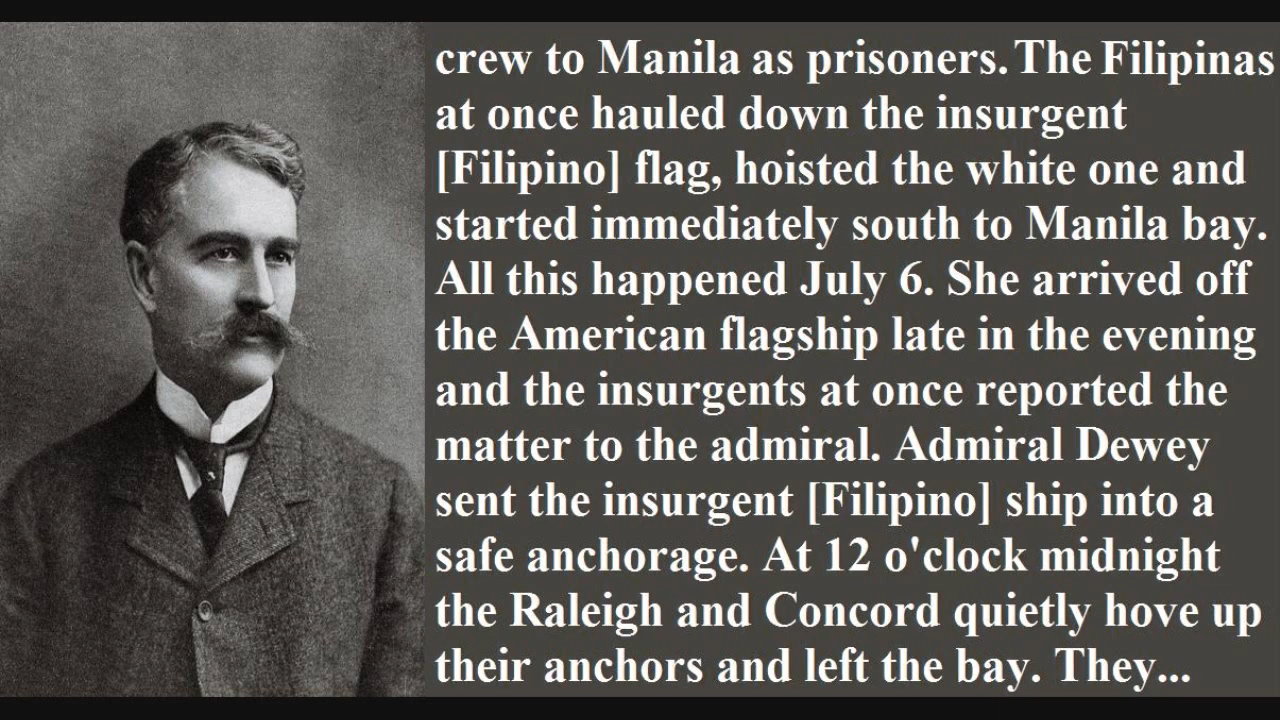 crew to Manila as prisoners. The Filipinas
at once hauled down the insurgent
[Filipino] flag, hoisted the white one and
started immediately south to Manila bay.
All this happened July 6. She arrived off
the American flagship late in the evening
and the insurgents at once reported the
matter to the admiral. Admiral Dewey
sent the insurgent [Filipino] ship into a
safe anchorage. At 12 o'clock midnight
the Raleigh and Concord quietly hove up
their anchors and left the bay. They...